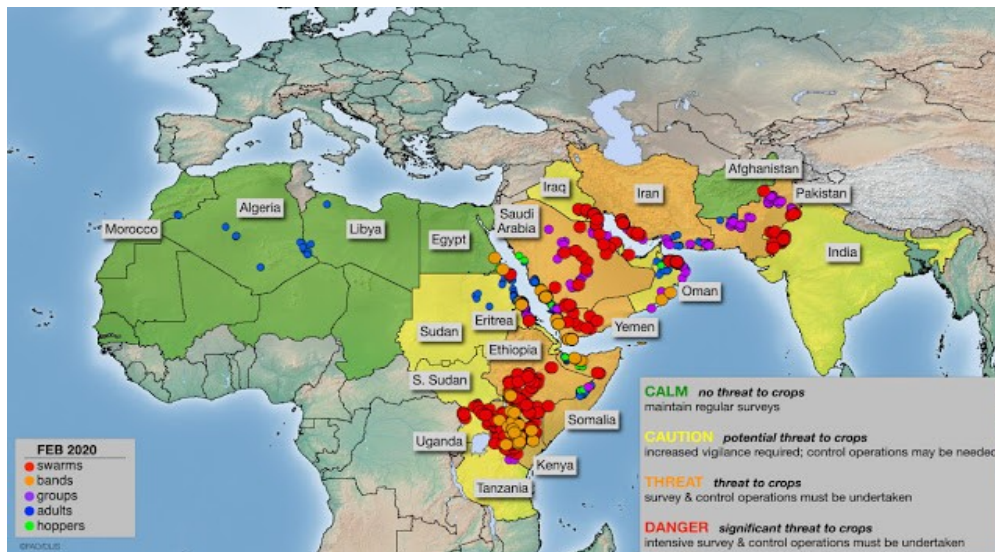 Afghanistan
Iraq
Iran
Pakistan
Algeria
Saudi
Arabia
Morocco
Libya
Egypt
India
Oman
Eritrea
Sudan
Yemen
Ethiopia
S. Sudan
Somalia
Uganda
Kenya
Tanzania
FEB 2020
swarms
bands
groups
adults
hoppers
CALM no threat to crops
maintain regular surveys
CAUTION potential threat to crops
increased vigilance required; control operations may be needed
THREAT threat to crops
survey & control operations must be undertaken
DANGER significant threat to crops
intensive survey & control operations must be undertaken